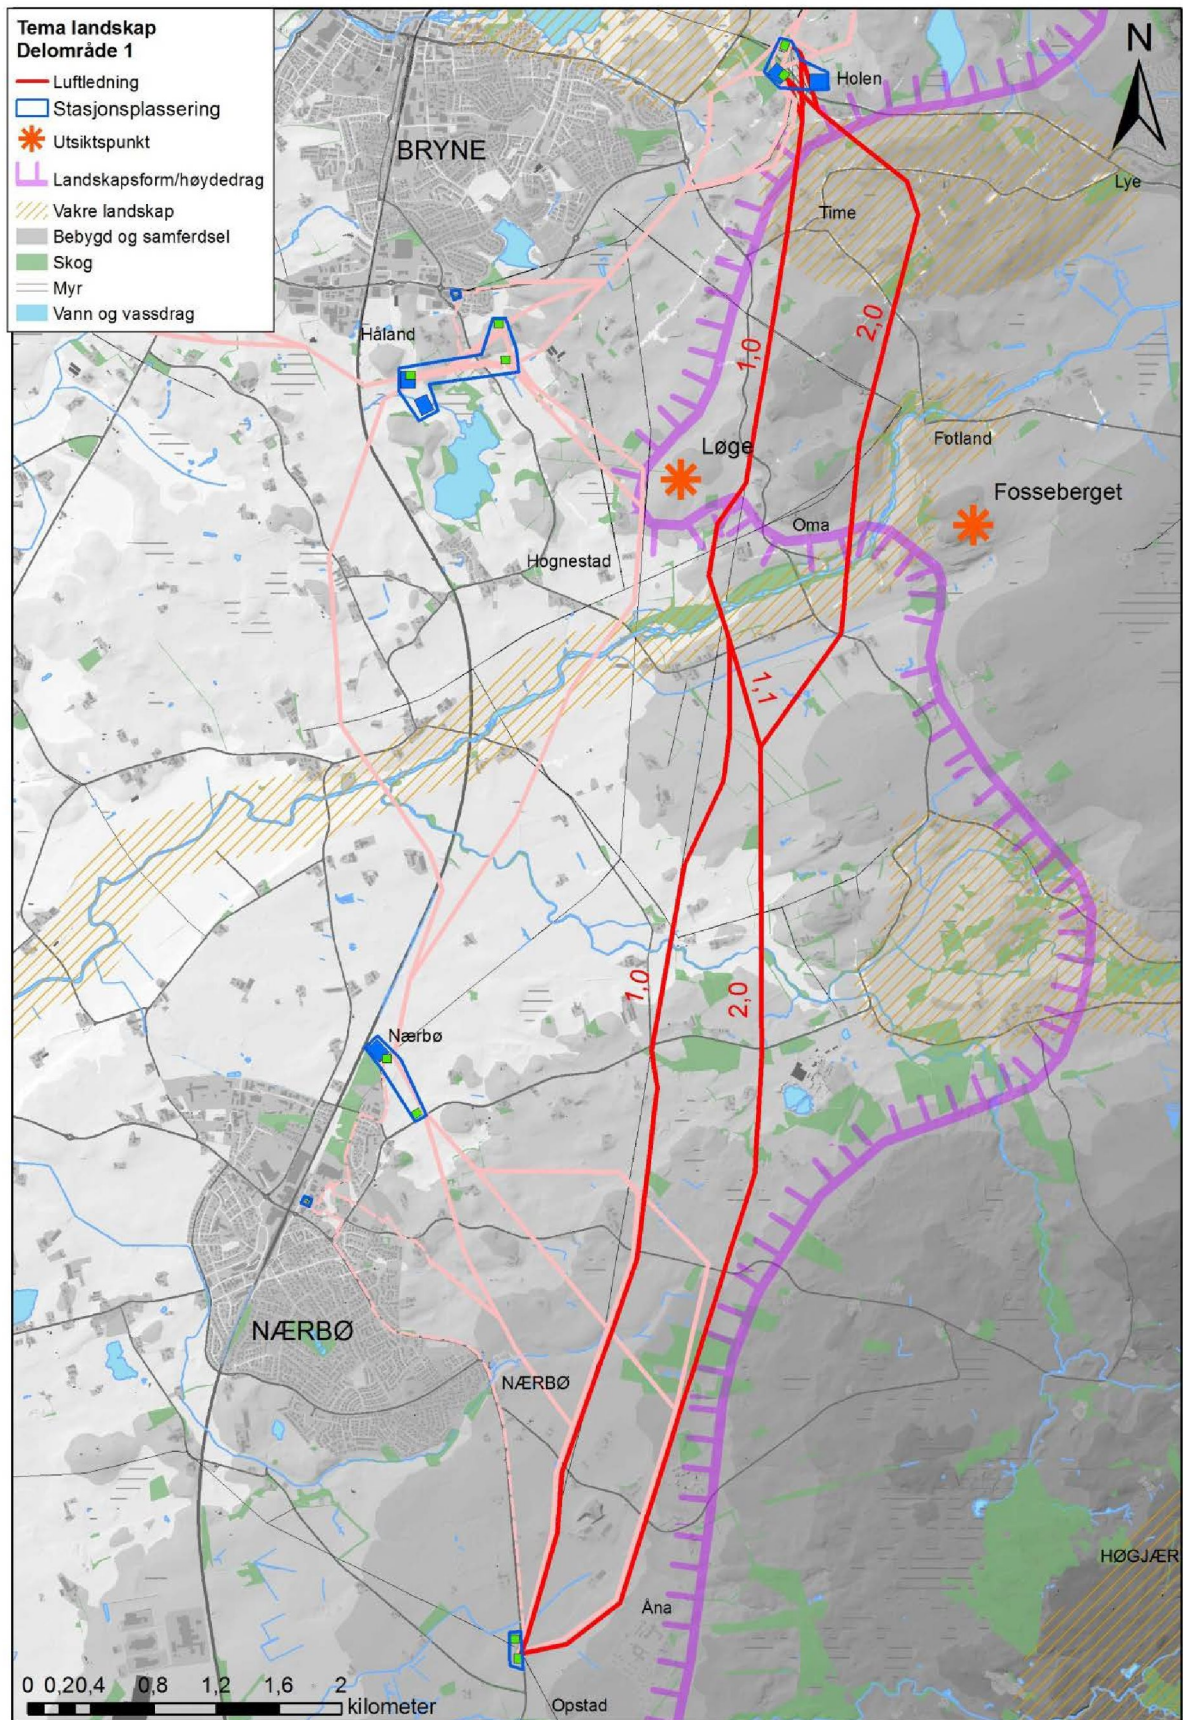 Tema landskap
Delområde 1
Luftledning
Stasjonsplassering
Utsiktspunkt
Landskapsform/høydedrag
Vakre landskap
Bebygd og samferdsel
Skog
Myr
Vann og vassdrag
N
Holen
BRYNE
Lye
Time
2,0
Håland
1,0
Fotland
Løge
Fosseberget
Oma
Hognestad
1,1
1,0
2,0
Nærbø
NÆRBØ
NÆRBØ
HØGJÆR
Åna
0 0,20,4 0,8 1,2 1,6 2
kilometer
Opstad